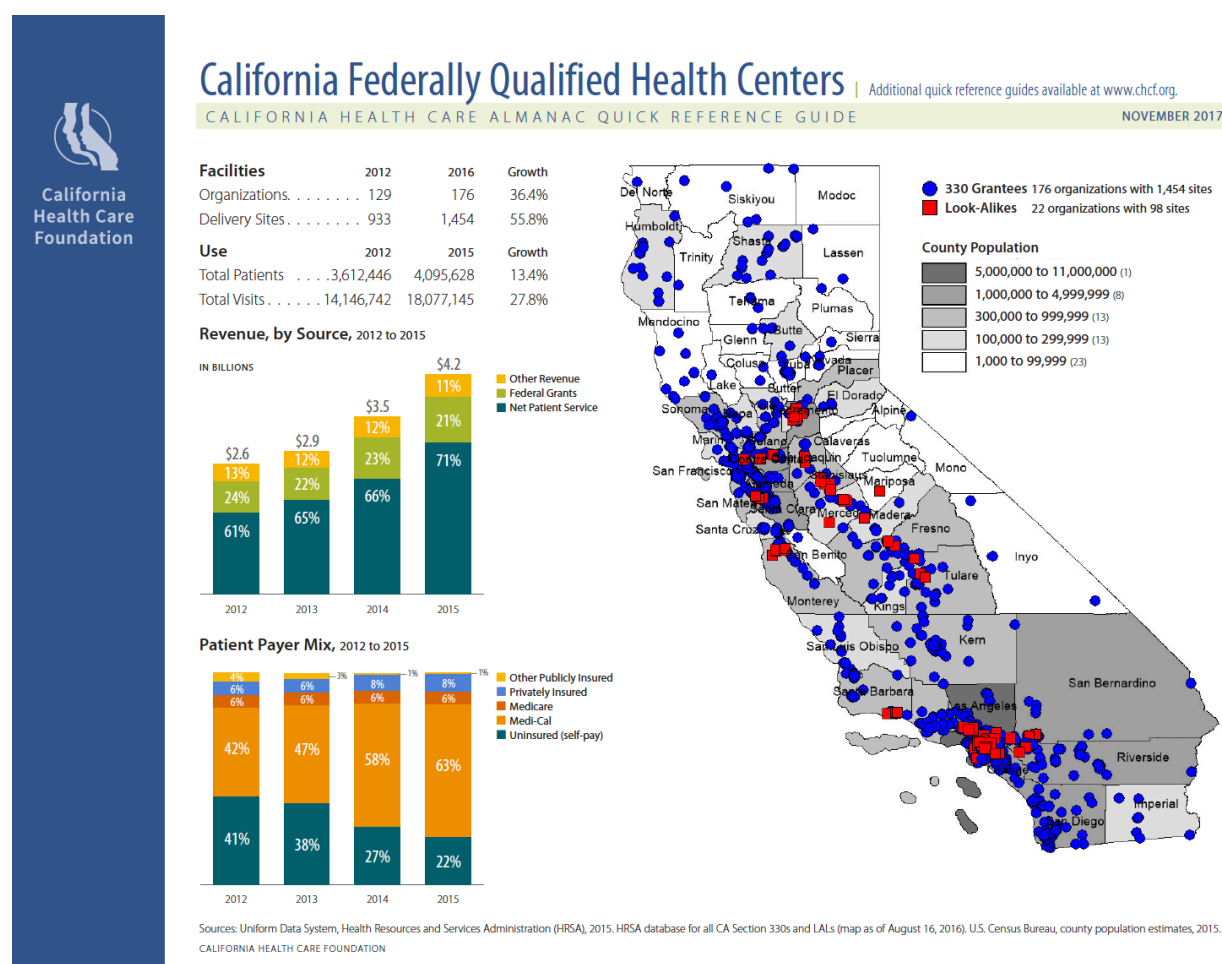 California Federally Qualified Health Centers | Additional quick reference guides available at www.chcf.org.
CALIFORNIA HEALTH CARE ALMANAC QUICK REFERENCE GUIDE NOVEMBER 2017
California
Health Care
Foundation
Facilities 2012 2016 Growth
Organizations. . . . . . . . 129 176 36.4%
Delivery Sites . . . . . . . . 933 1,454 55.8%
Use 2012 2015 Growth
Total Patients . . . .3,612,446 4,095,628 13.4%
Total Visits . . . . . . 14,146,742 18,077,145 27.8%
Revenue, by Source, 2012 to 2015
IN BILLIONS
$2.6
13%
24%
61%
2012
$2.9
12%
22%
65%
2013
$3.5
12%
23%
66%
2014
$4.2
11%
21%
71%
2015
Other Revenue
Federal Grants
Net Patient Service
Patient Payer Mix, 2012 to 2015
4%
6%
6%
42%
41%
2012
3%
6%
6%
47%
38%
2013
1%
8%
6%
58%
27%
2014
1%
8%
6%
63%
22%
2015
Other Publicly Insured
Privately Insured
Medicare
Medi-Cal
Uninsured (self-pay)
330 Grantees 176 organizations with 1,454 sites
Look-Alikes 22 organizations with 98 sites
County Population
5,000,000 to 11,000,000 (1)
1,000,000 to 4,999,999 (8)
300,000 to 999,999 (13)
100,000 to 299,999 (13)
1,000 to 99,999 (23)
Del Norte
Siskiyou
Modoc
Humboldt
Trinity
Shasta
Lassen
Tehama
Plumas
Mendocino
Glenn
Butte
Sierra
Colusa
Lake
Sutter
Placer
El Dorado
Sonoma
Alpine
Marin
Calaveras
San Francisco
Tuolumne
Mono
Stanislaus
Mariposa
San Mateo
Merced
Madera
Santa Cruz
Fresno
San Benito
Inyo
Tulare
Monterey
Kings
San Luis Obispo
Kern
Santa Barbara
San Bernardino
Los Angeles
Orange
Riverside
San Diego
Imperial
Sources: Uniform Data System, Health Resources and Services Administration (HRSA), 2015. HRSA database for all CA Section 330s and LALs (map as of August 16, 2016). U.S. Census Bureau, county population estimates, 2015.
CALIFORNIA HEALTH CARE FOUNDATION